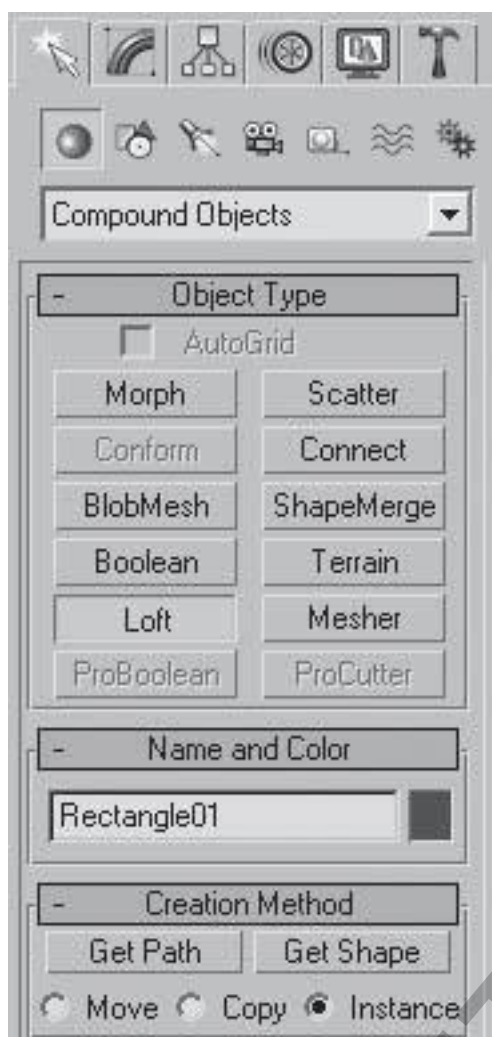 Compound Objects
- Object Type
AutoGrid
Morph Scatter
Conform Connect
BlobMesh ShapeMerge
Boolean Terrain
Loft Mesher
ProBoolean ProCutter
- Name and Color
Rectangle01
- Creation Method
Get Path Get Shape
Move Copy Instance